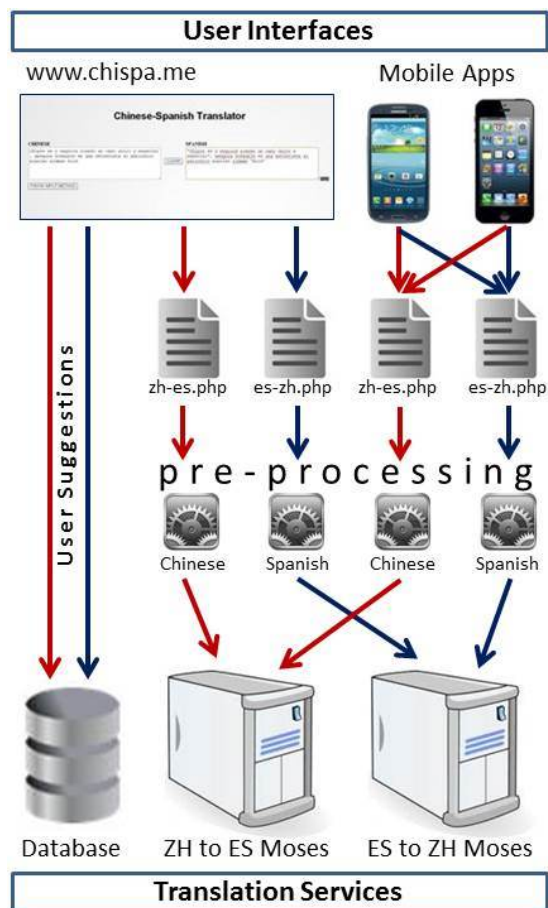 User Interfaces
www.chispa.me
Mobile Apps
Chinese-Spanish Translator
CHINESE
SPANISH
zh-es.php
es-zh.php
zh-es.php
es-zh.php
User Suggestions
pre-processing
Chinese
Spanish
Chinese
Spanish
Database
ZH to ES Moses
ES to ZH Moses
Translation Services